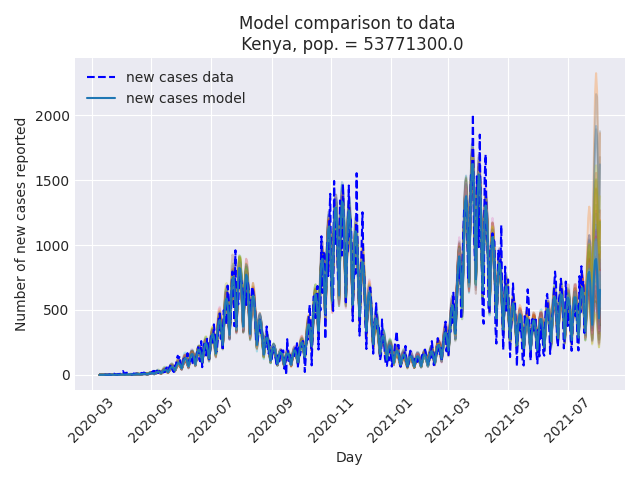 Model comparison to data
Kenya, pop. = 53771300.0
new cases data
new cases model
Number of new cases reported
2000
1500
1000
500
0
2020-03
2020-05
2020-07
2020-09
2020-11
2021-01
2021-03
2021-05
2021-07
Day